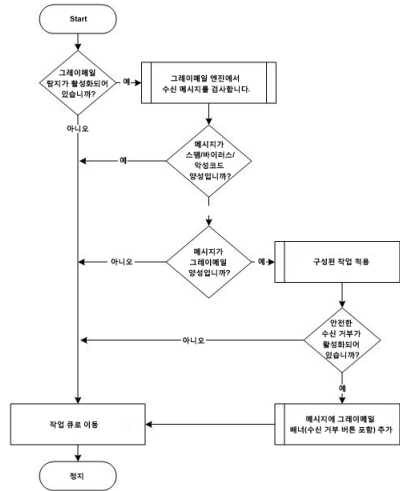 Start
그레이메일
탐지가 활성화되어
있습니까?
예
그레이메일 엔진에서
수신 메시지를 검사합니다.
아니오
메시지가
스팸/바이러스/
악성코드
양성입니까?
예
메시지가
그레이메일
양성입니까?
아니오
예
구성된 작업 적용
안전한
수신 거부가
활성화되어
있습니까?
아니오
예
작업 큐로 이동
메시지에 그레이메일
배너(수신 거부 버튼 포함) 추가
정지